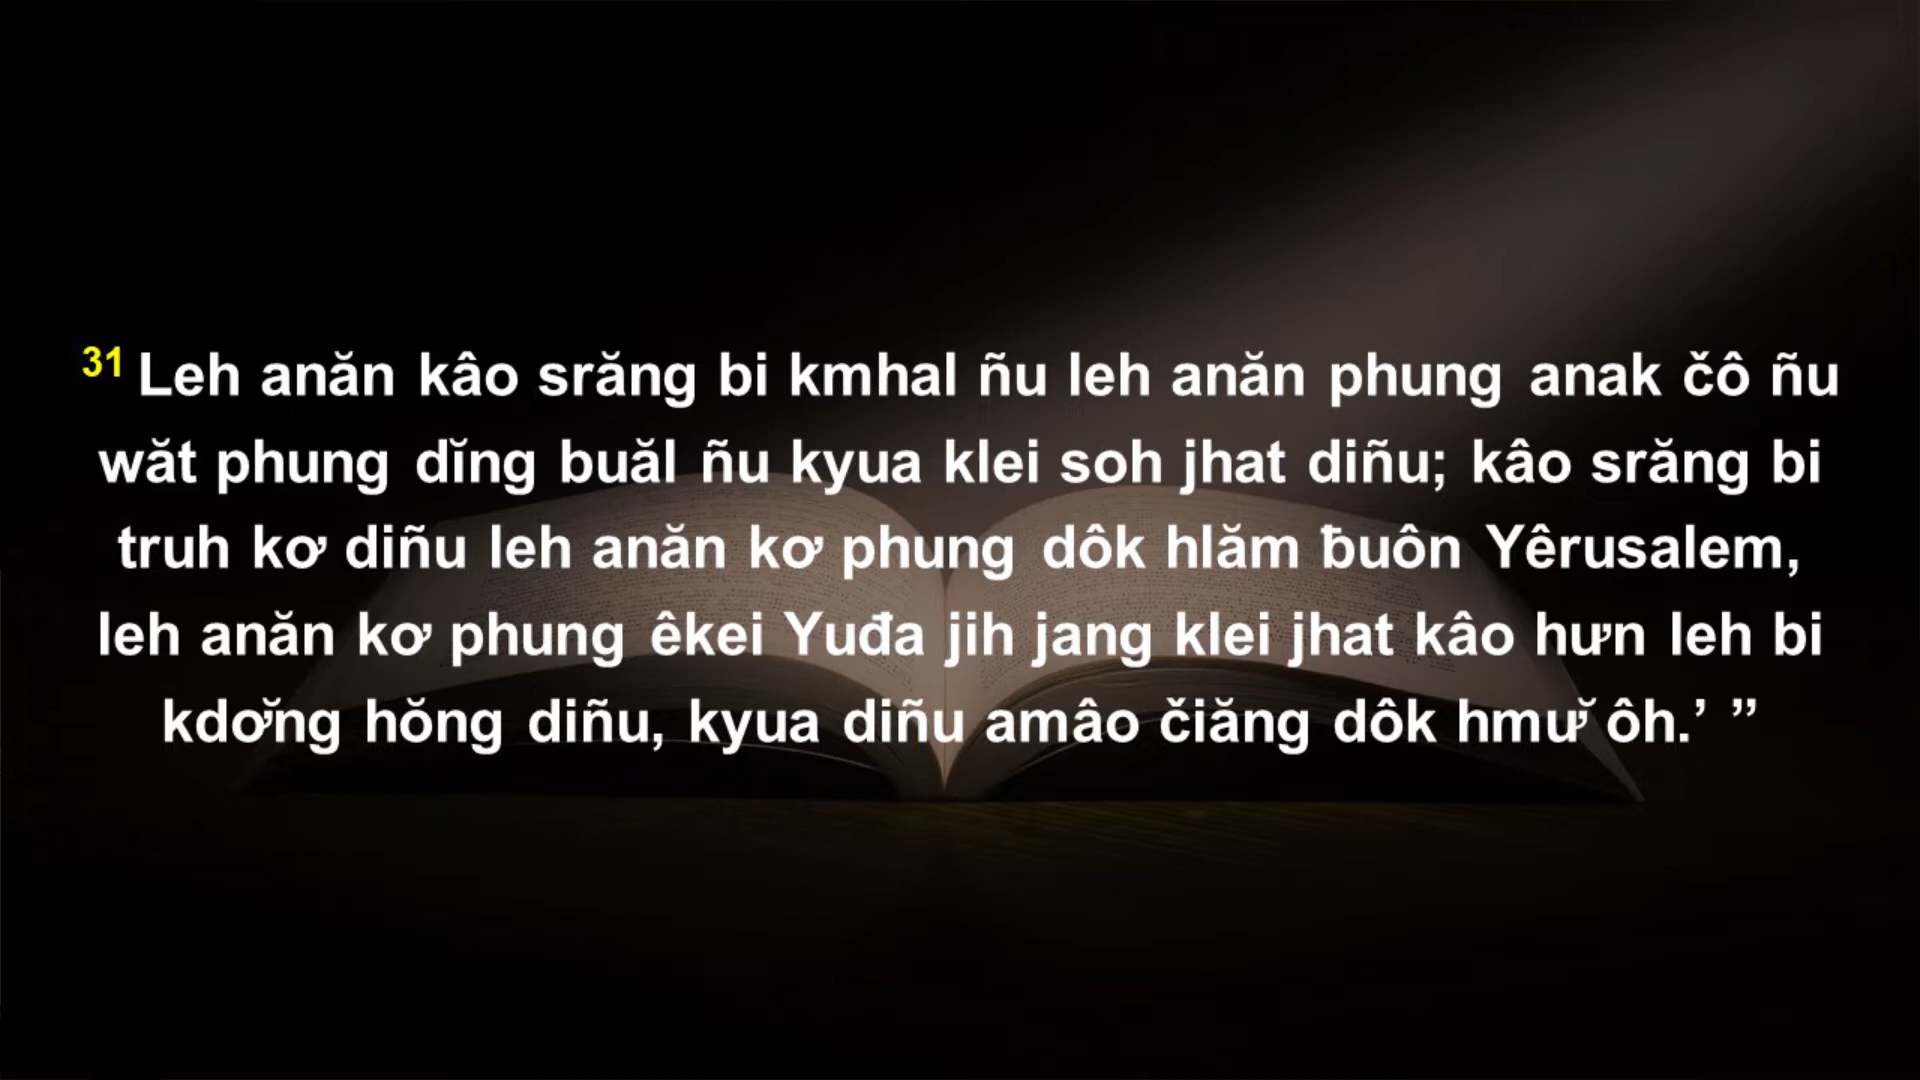 31 Leh anăn kâo srăng bi kmhal ñu leh anăn phung anak čô ñu
wăt phung dĭng buăl ñu kyua klei soh jhat diñu; kâo srăng bi
truh kơ diñu leh anăn kơ phung dôk hlăm ƀuôn Yêrusalem,
leh anăn kơ phung êkei Yuđa jih jang klei jhat kâo hưn leh bi
kdơ̆ng hŏng diñu, kyua diñu amâo čiăng dôk hmư̆ ôh.’ ”